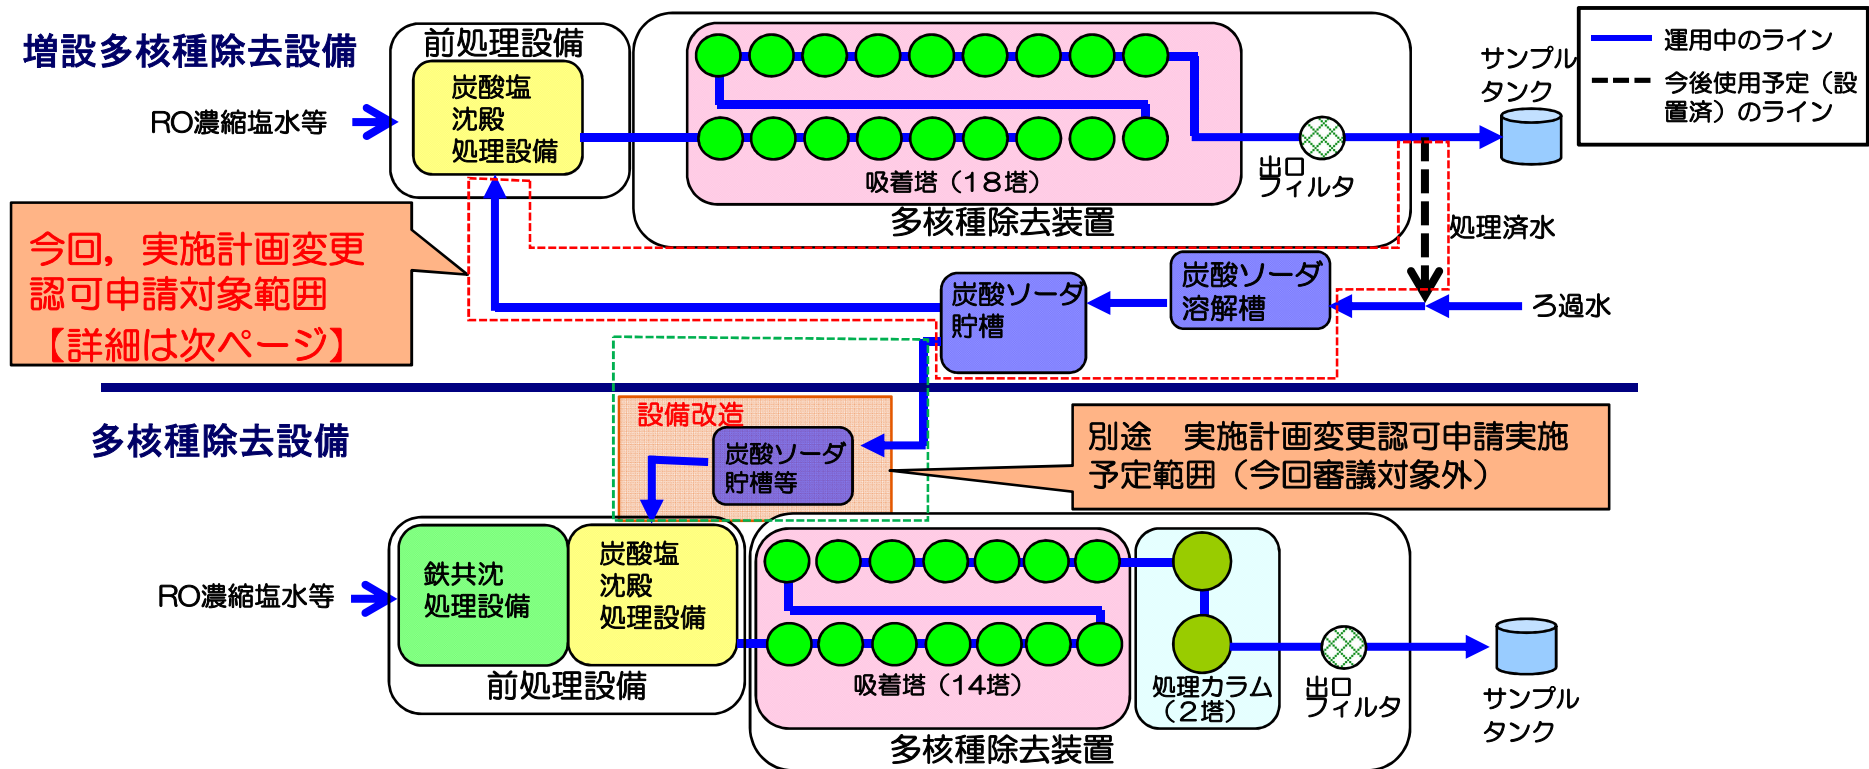 増設多核種除去設備
前処理設備
炭酸塩
沈殿
処理設備
RO濃縮塩水等
吸着塔（18塔）
多核種除去装置
出口
フィルタ
サンプル
タンク
運用中のライン
今後使用予定（設
置済）のライン
処理済水
今回，実施計画変更
認可申請対象範囲
【詳細は次ページ】
炭酸ソーダ
貯槽
炭酸ソーダ
溶解槽
ろ過水
多核種除去設備
設備改造
炭酸ソーダ
貯槽等
別途　実施計画変更認可申請実施
予定範囲（今回審議対象外）
RO濃縮塩水等
鉄共沈
処理設備
炭酸塩
沈殿
処理設備
前処理設備
吸着塔（14塔）
処理カラム
（2塔）
多核種除去装置
出口
フィルタ
サンプル
タンク